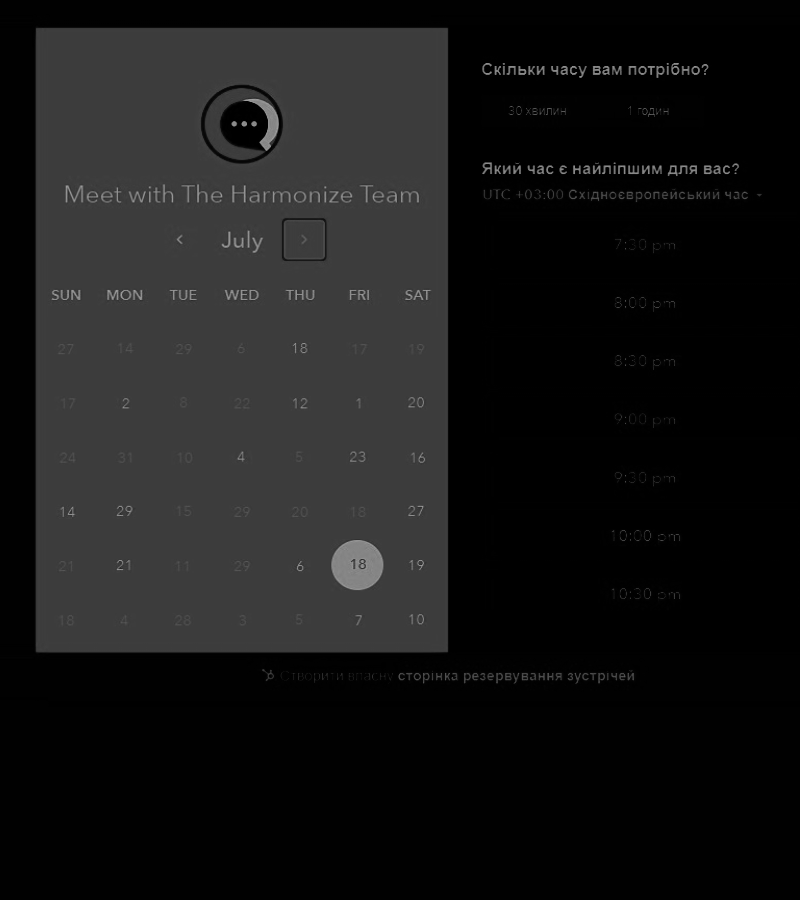 Meet with The Harmonize Team
July
SUN MON TUE WED THU FRI SAT
27 14 29 6 18 17 19
17 2 8 22 12 1 20
24 31 10 4 5 23 16
14 29 15 29 20 18 27
21 21 11 29 6 18 19
18 4 28 3 5 7 10
Скільки часу вам потрібно?
30 хвилин 1 годин
Який час є найліпшим для вас?
UTC +03:00 Східноєвропейський час
7:30 pm
8:00 pm
8:30 pm
9:00 pm
9:30 pm
10:00 pm
10:30 pm
Створити власну сторінка резервування зустрічей